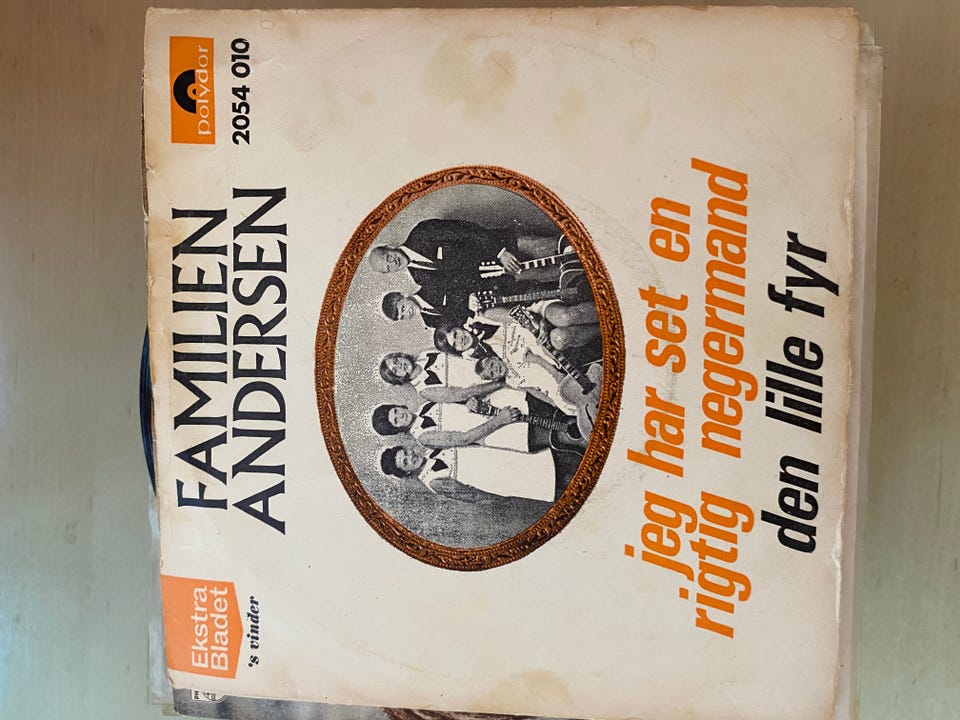 Ekstra
Bladet
's vinder
FAMILIEN
ANDERSEN
polydor
2054 010
jeg har set en
rigtig negermand
den lille fyr